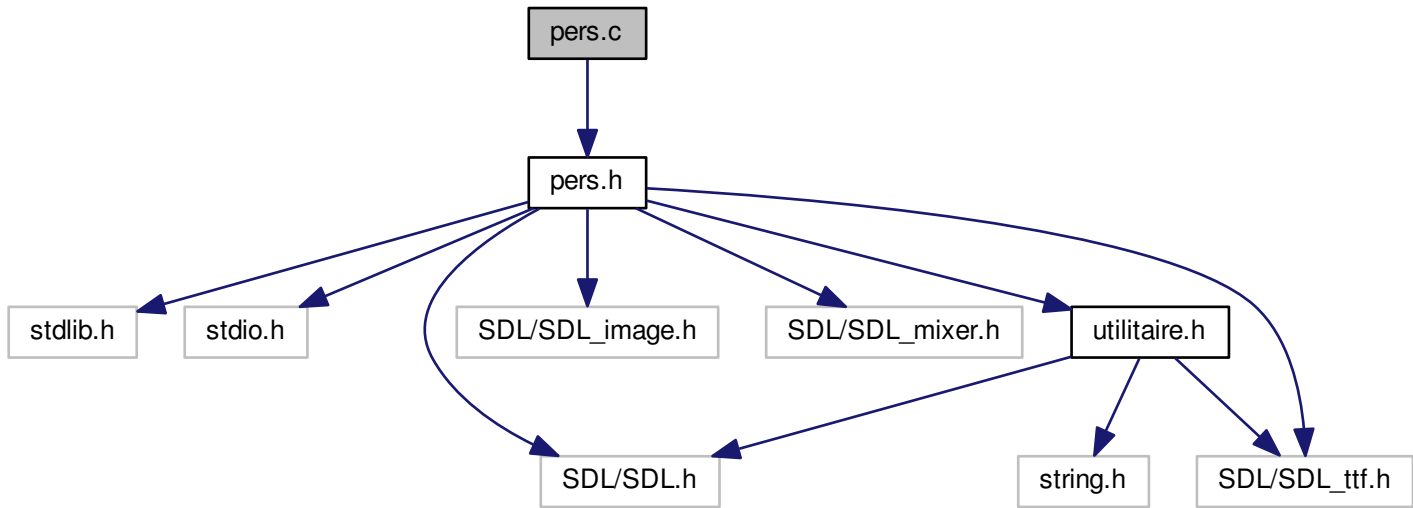 pers.c
pers.h
stdlib.h
stdio.h
SDL/SDL_image.h
SDL/SDL_mixer.h
utilitaire.h
SDL/SDL.h
string.h
SDL/SDL_ttf.h